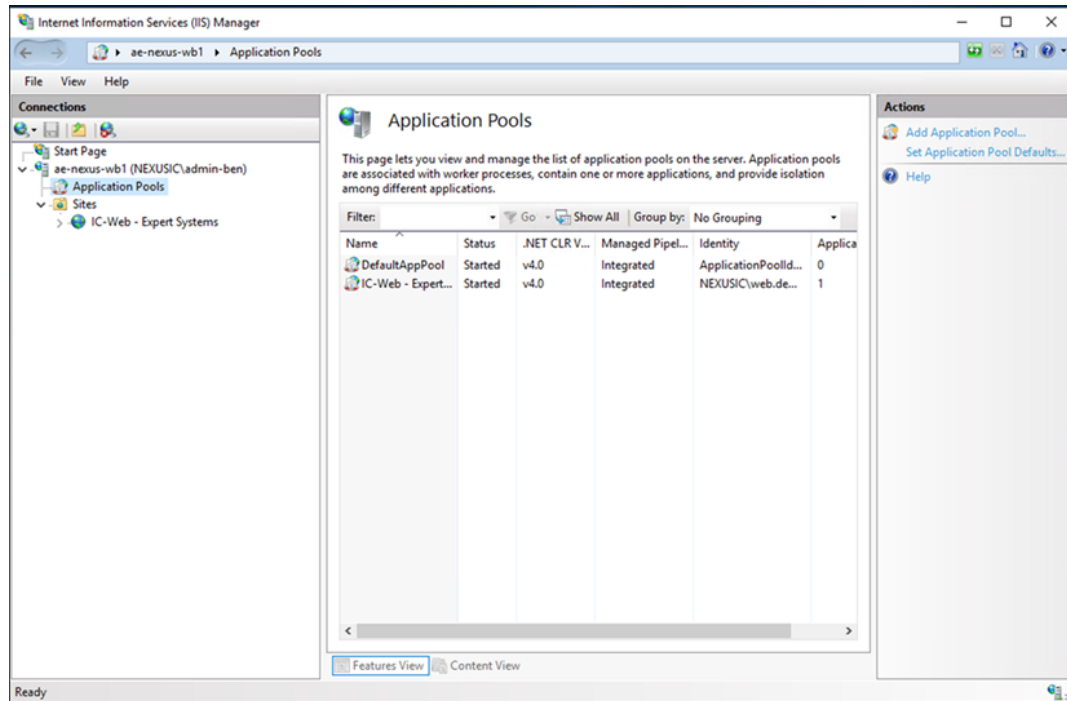 Internet Information Services (IIS) Manager
ae-nexus-wb1 Application Pools
File View Help
Connections
Start Page
ae-nexus-wb1 (NEXUSIC\admin-ben)
Application Pools
Sites
IC-Web - Expert Systems
Application Pools
This page lets you view and manage the list of application pools on the server. Application pools
are associated with worker processes, contain one or more applications, and provide isolation
among different applications.
Filter: Go Show All Group by: No Grouping
Name Status .NET CLR V... Managed Pipel... Identity Applica
DefaultAppPool Started v4.0 Integrated ApplicationPoolId... 0
IC-Web - Expert... Started v4.0 Integrated NEXUSIC\web.de... 1
Features View Content View
Actions
Add Application Pool...
Set Application Pool Defaults...
Help
Ready